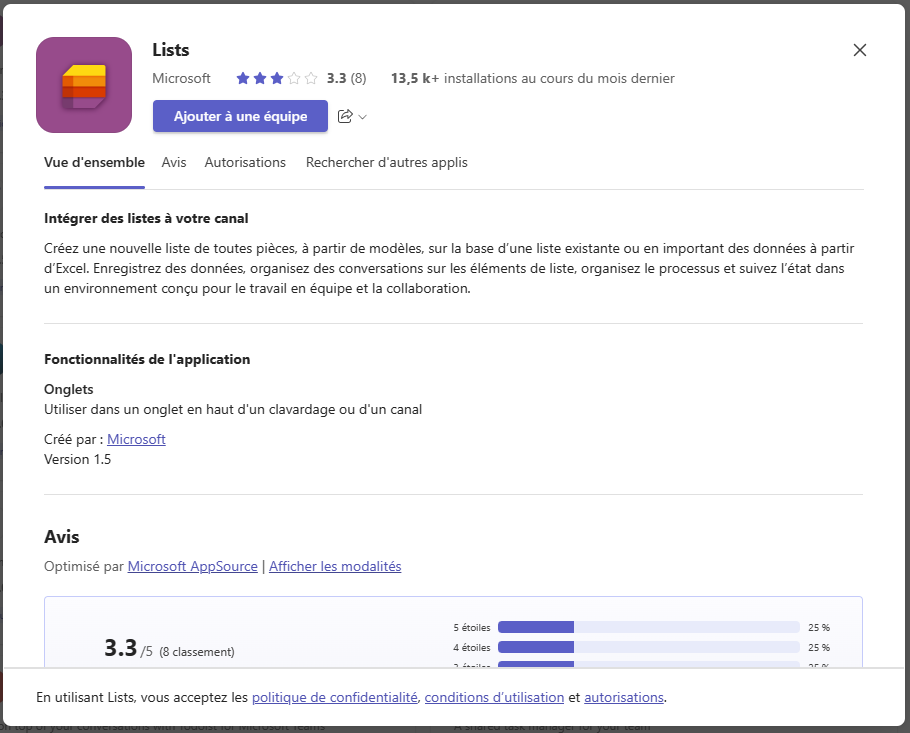 Lists
Microsoft 3.3 (8) 13,5 k+ installations au cours du mois dernier
Ajouter à une équipe
Vue d'ensemble Avis Autorisations Rechercher d'autres applis
Intégrer des listes à votre canal
Créez une nouvelle liste de toutes pièces, à partir de modèles, sur la base d’une liste existante ou en important des données à partir
d’Excel. Enregistrez des données, organisez des conversations sur les éléments de liste, organisez le processus et suivez l’état dans
un environnement conçu pour le travail en équipe et la collaboration.
Fonctionnalités de l'application
Onglets
Utiliser dans un onglet en haut d'un clavardage ou d'un canal
Créé par : Microsoft
Version 1.5
Avis
Optimisé par Microsoft AppSource | Afficher les modalités
5 étoiles 25 %
3.3 /5 (8 classement)
4 étoiles 25 %
3 étoiles 25 %
En utilisant Lists, vous acceptez les politique de confidentialité, conditions d’utilisation et autorisations.
on top of your conversations with Todoist for Microsoft Teams
A shared task manager for your team